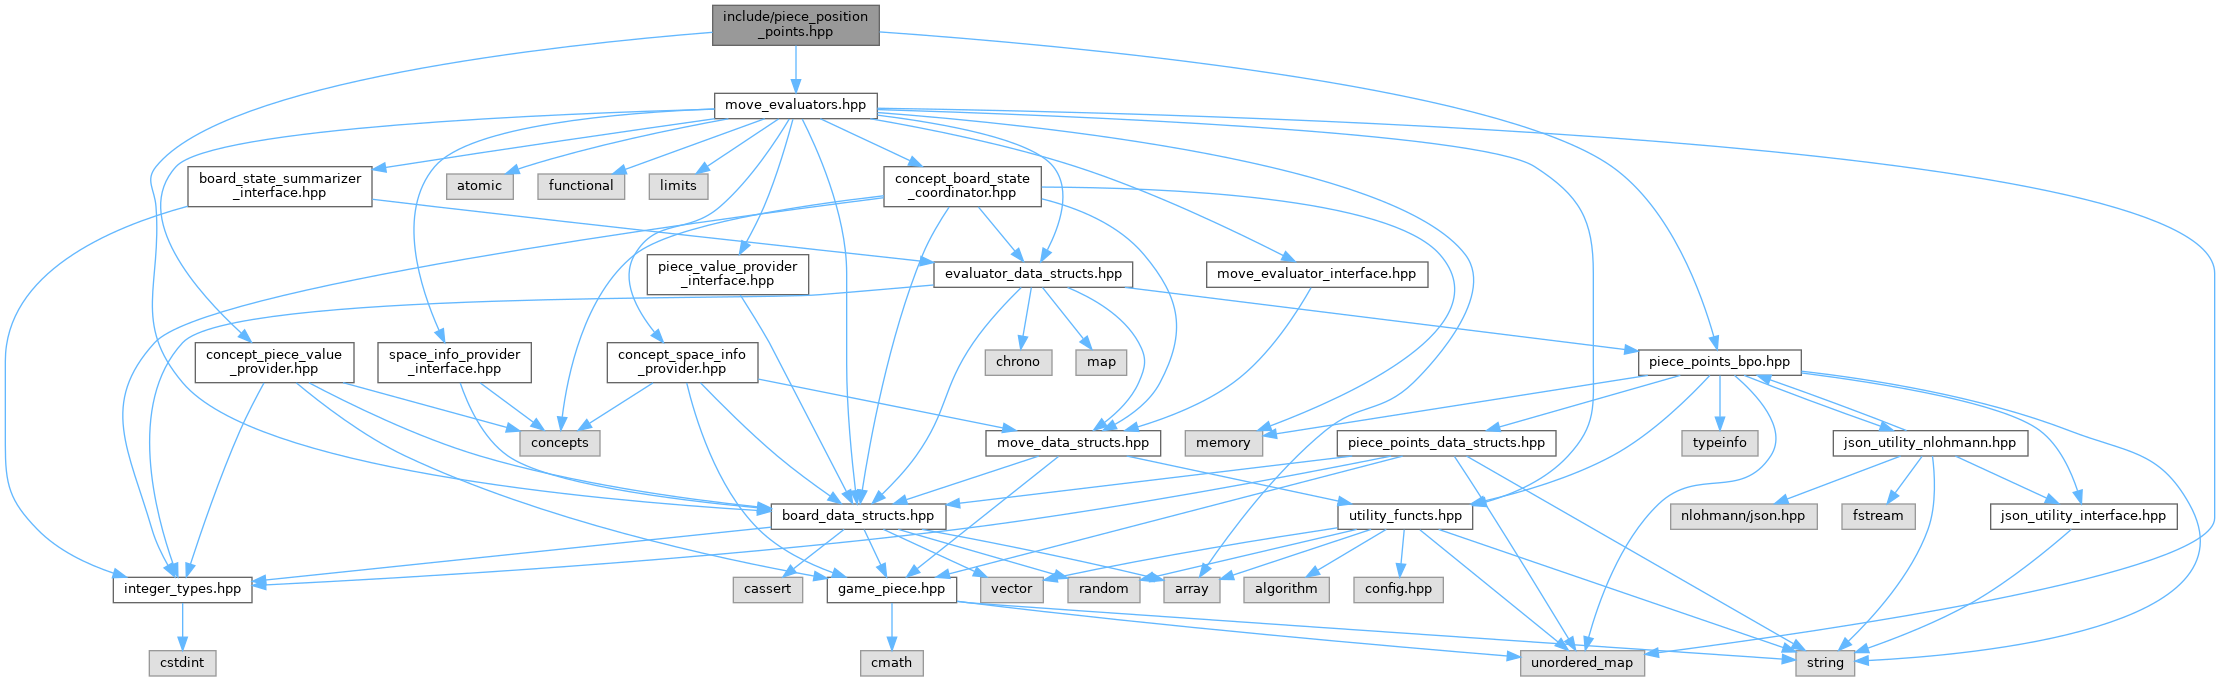 include/piece_position
_points.hpp
move_evaluators.hpp
board_state_summarizer
_interface.hpp
atomic
functional
limits
concept_board_state
_coordinator.hpp
piece_value_provider
_interface.hpp
evaluator_data_structs.hpp
move_evaluator_interface.hpp
concept_piece_value
_provider.hpp
space_info_provider
_interface.hpp
concept_space_info
_provider.hpp
chrono
map
piece_points_bpo.hpp
concepts
move_data_structs.hpp
memory
piece_points_data_structs.hpp
typeinfo
json_utility_nlohmann.hpp
board_data_structs.hpp
utility_functs.hpp
nlohmann/json.hpp
fstream
json_utility_interface.hpp
integer_types.hpp
cassert
game_piece.hpp
vector
random
array
algorithm
config.hpp
cstdint
cmath
unordered_map
string